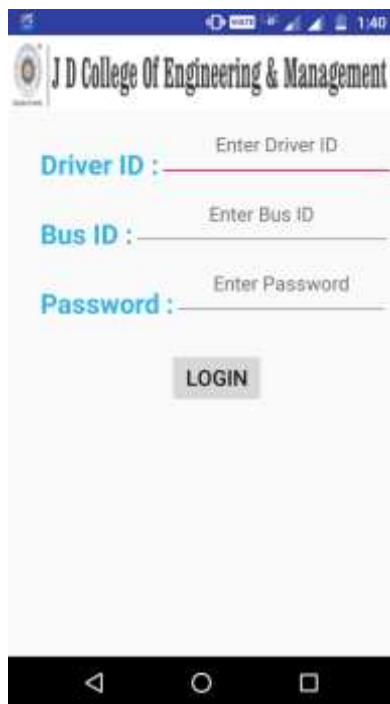 VoLTE 1:40
J D College Of Engineering & Management
Enter Driver ID
Driver ID :
Enter Bus ID
Bus ID :
Enter Password
Password :
LOGIN